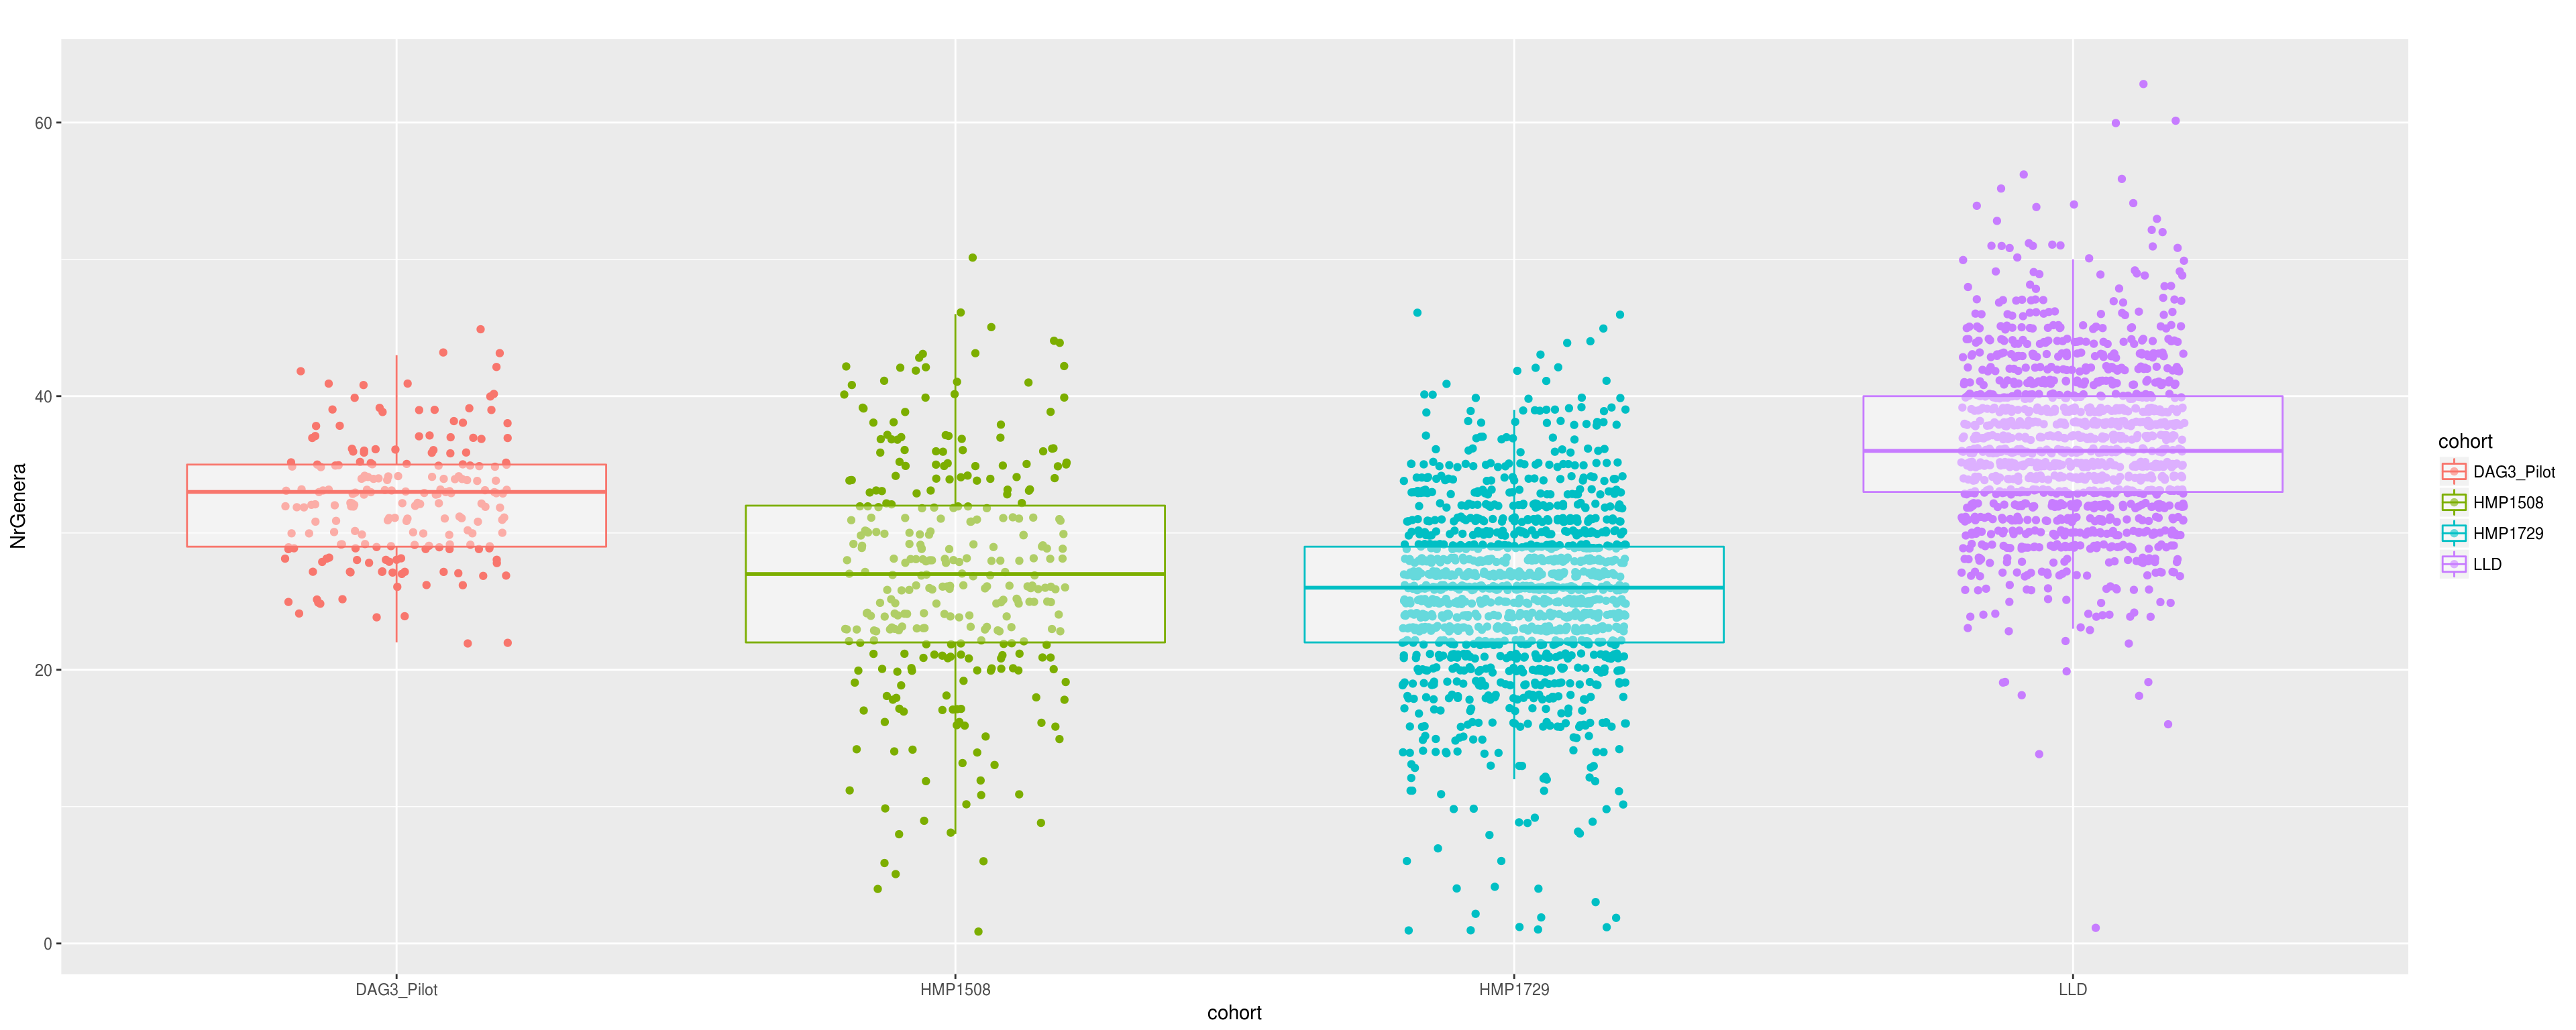 NrGenera
60
40
20
0
DAG3_Pilot
HMP1508
HMP1729
LLD
cohort
cohort
DAG3_Pilot
HMP1508
HMP1729
LLD